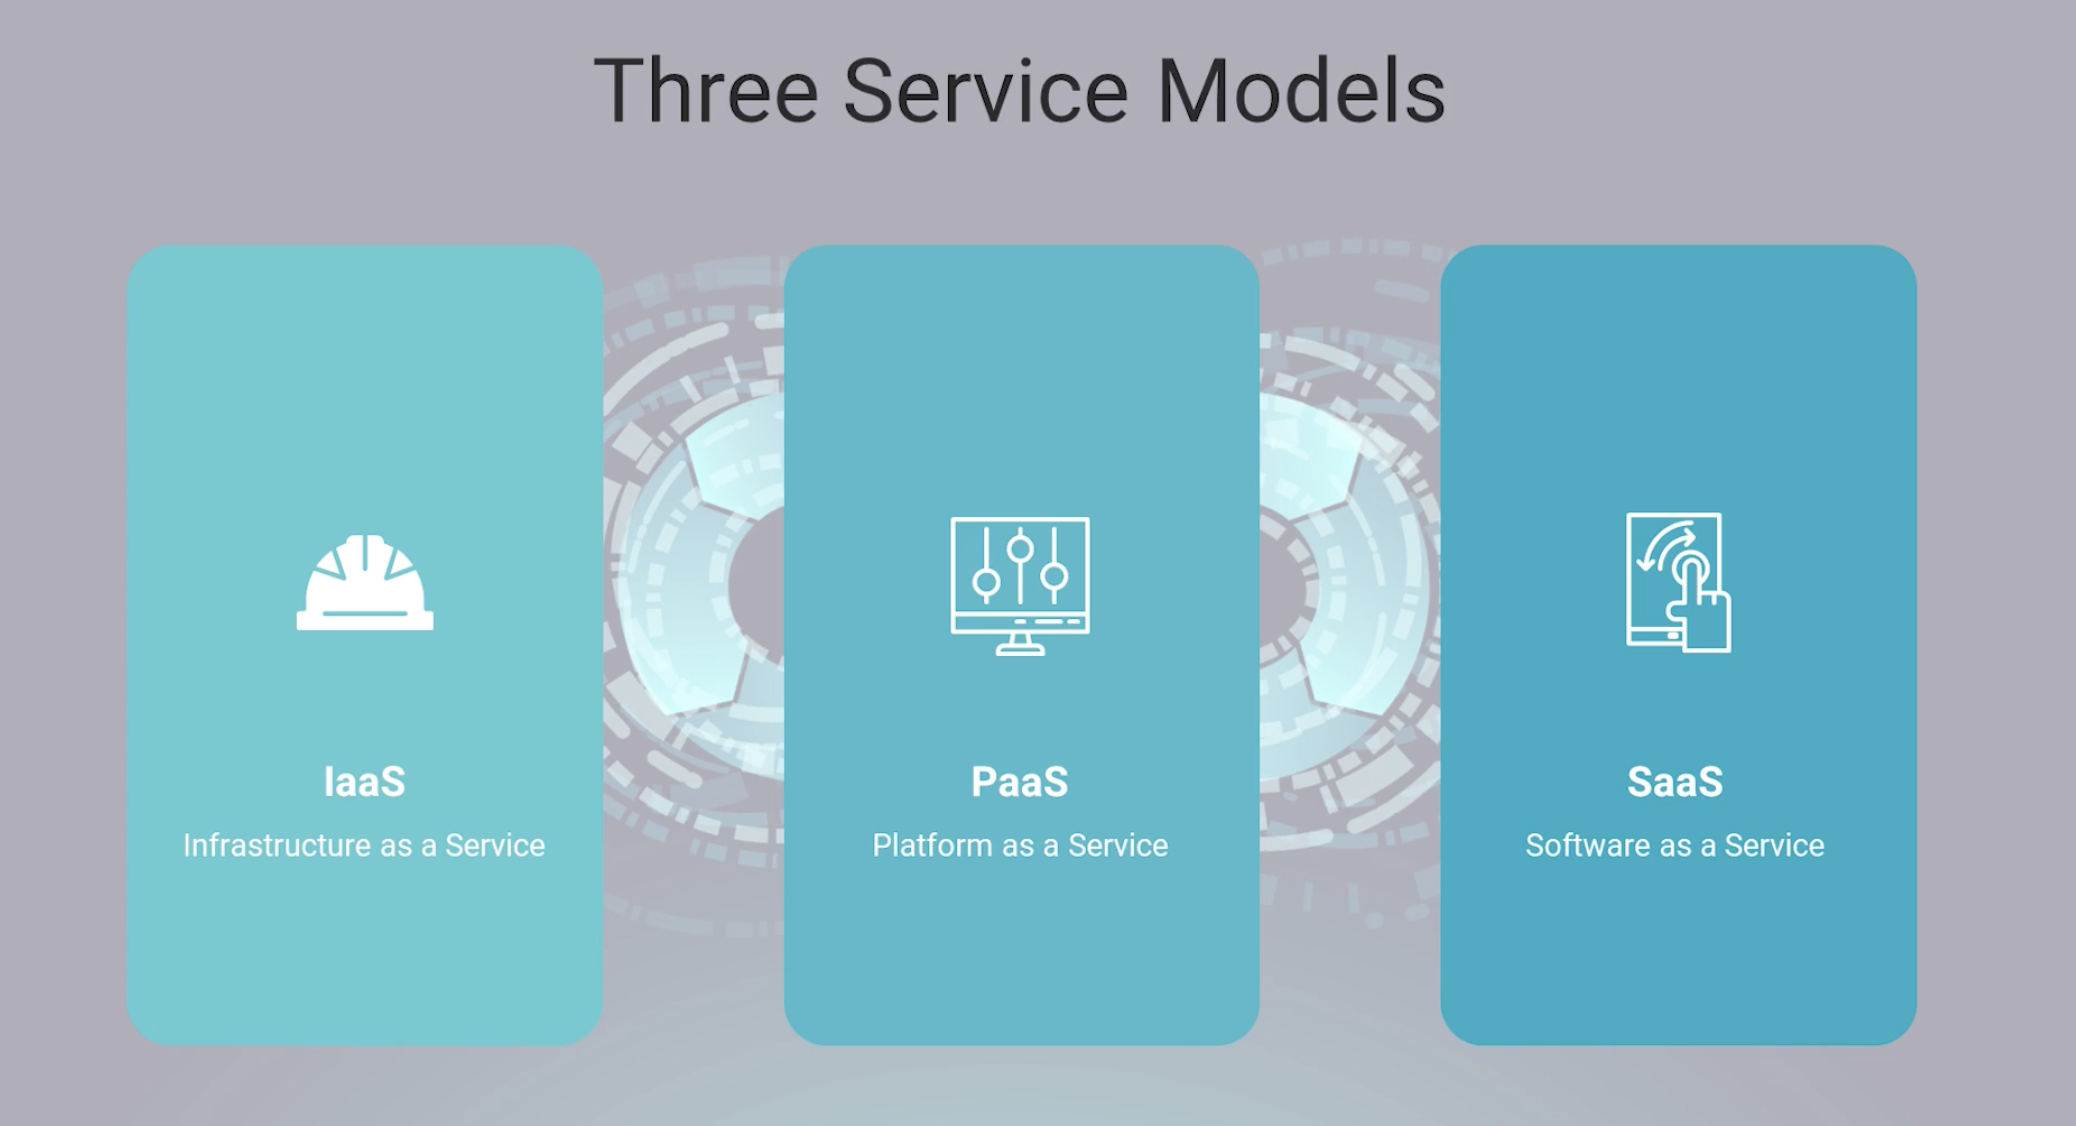 Three Service Models
IaaS
Infrastructure as a Service
PaaS
Platform as a Service
SaaS
Software as a Service